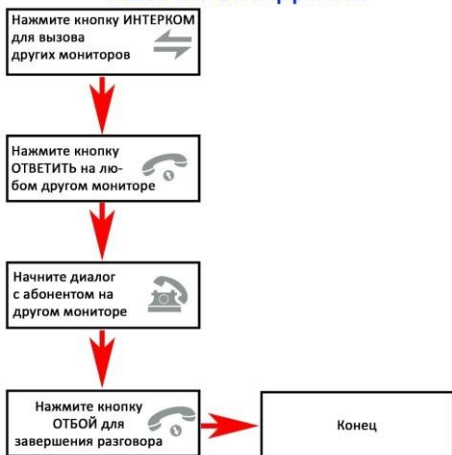 Нажмите кнопку ИНТЕРКОМ
для вызова
других мониторов
Нажмите кнопку
ОТВЕТИТЬ на лю-
бом другом мониторе
Начните диалог
с абонентом на
другом мониторе
Нажмите кнопку
ОТБОЙ для
завершения разговора
Конец